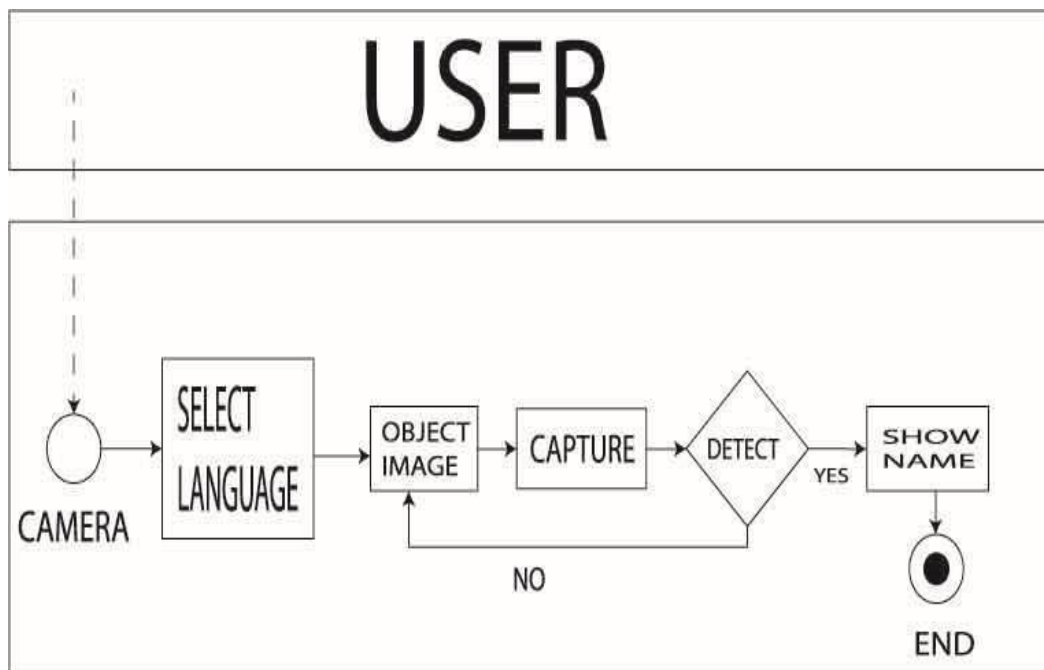 USER
CAMERA
SELECT
LANGUAGE
OBJECT
IMAGE
CAPTURE
DETECT
YES
NO
SHOW
NAME
END